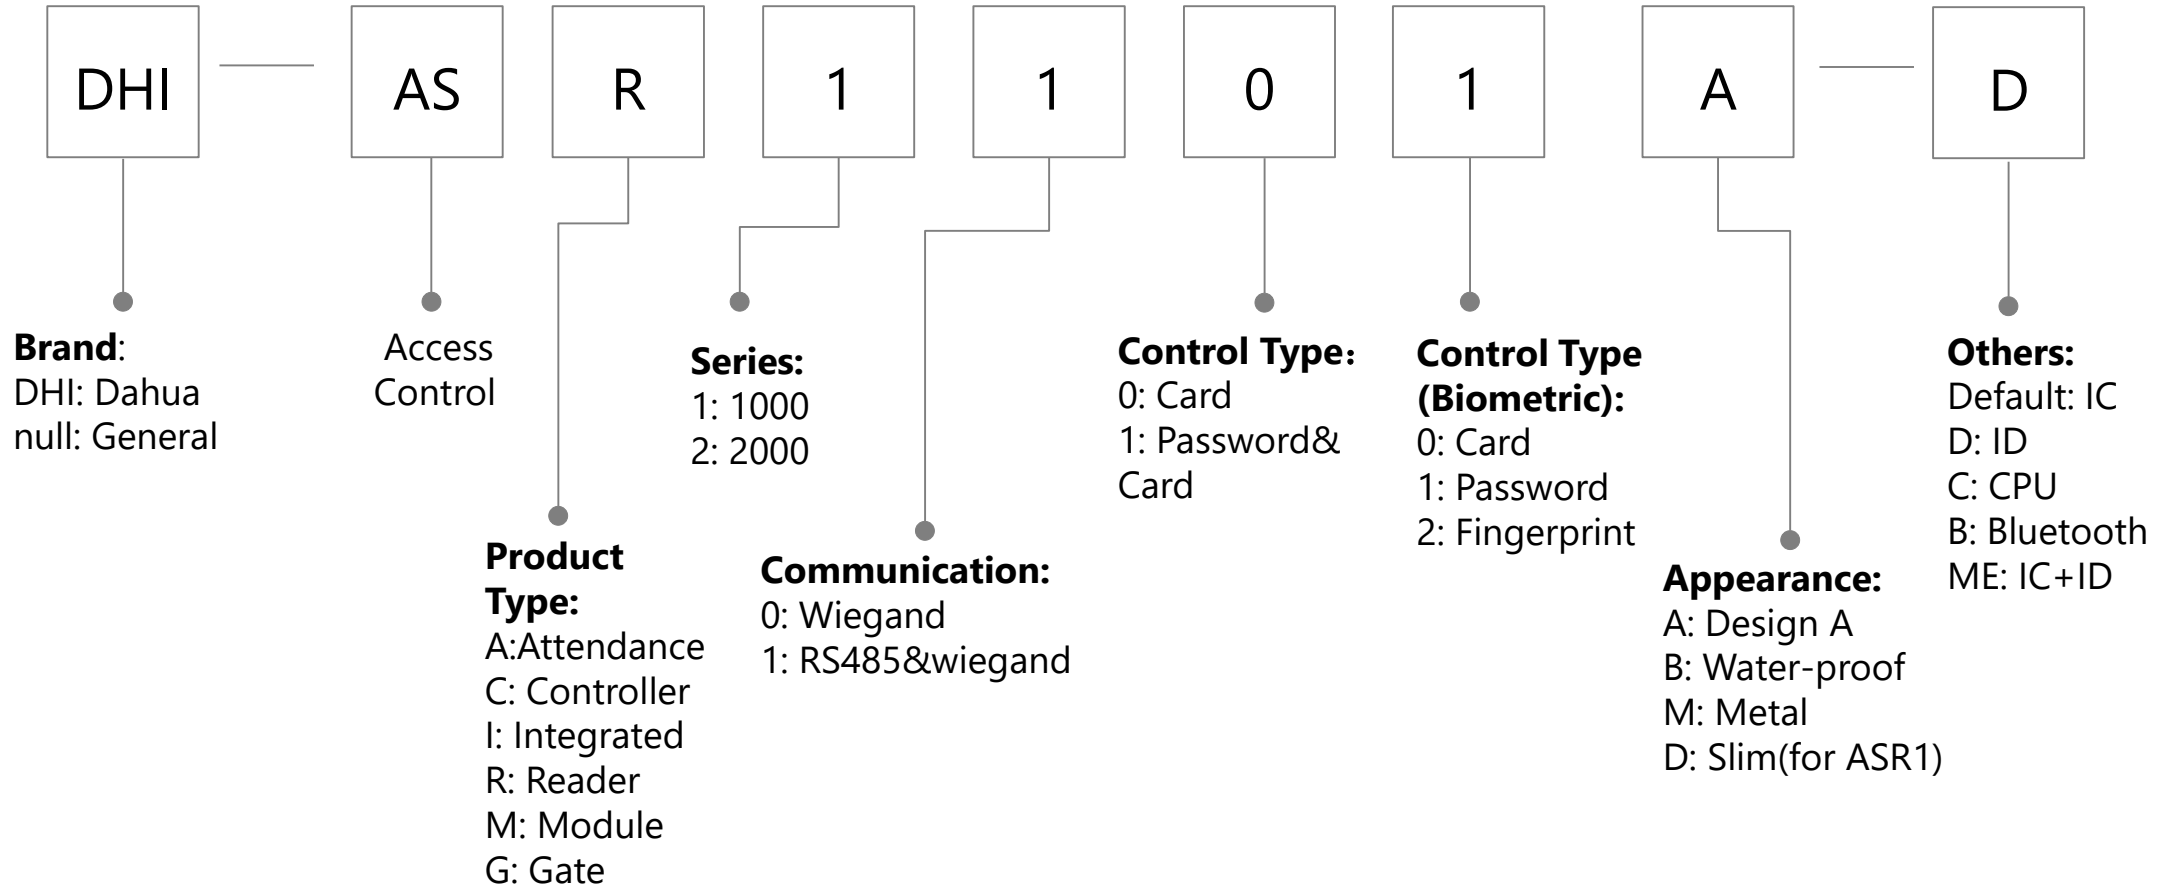 DHI
AS
R
1
1
0
1
A
D
Brand:
DHI: Dahua
null: General
Access
Control
Product
Type:
A:Attendance
C: Controller
I: Integrated
R: Reader
M: Module
G: Gate
Series:
1: 1000
2: 2000
Communication:
0: Wiegand
1: RS485&wiegand
Control Type：
0: Card
1: Password&
Card
Control Type
(Biometric):
0: Card
1: Password
2: Fingerprint
Appearance:
A: Design A
B: Water-proof
M: Metal
D: Slim(for ASR1)
Others:
Default: IC
D: ID
C: CPU
B: Bluetooth
ME: IC+ID